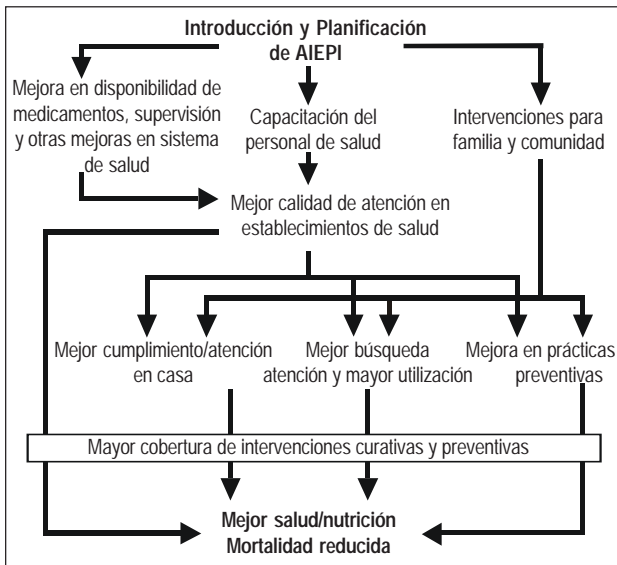 Introducción y Planificación
de AIEPI
Mejora en disponibilidad de
medicamentos, supervisión
y otras mejoras en sistema
de salud
Capacitación del
personal de salud
Intervenciones para
familia y comunidad
Mejor calidad de atención en
establecimientos de salud
Mejor cumplimiento/atención
en casa
Mejor búsqueda
atención y mayor utilización
Mejora en prácticas
preventivas
Mayor cobertura de intervenciones curativas y preventivas
Mejor salud/nutrición
Mortalidad reducida